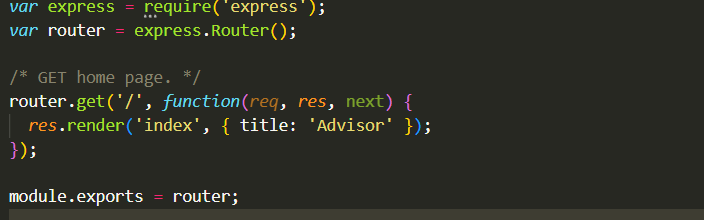 var express = require('express');
var router = express.Router();
/* GET home page. */
router.get('/', function(req, res, next) {
res.render('index', { title: 'Advisor' });
});
module.exports = router;